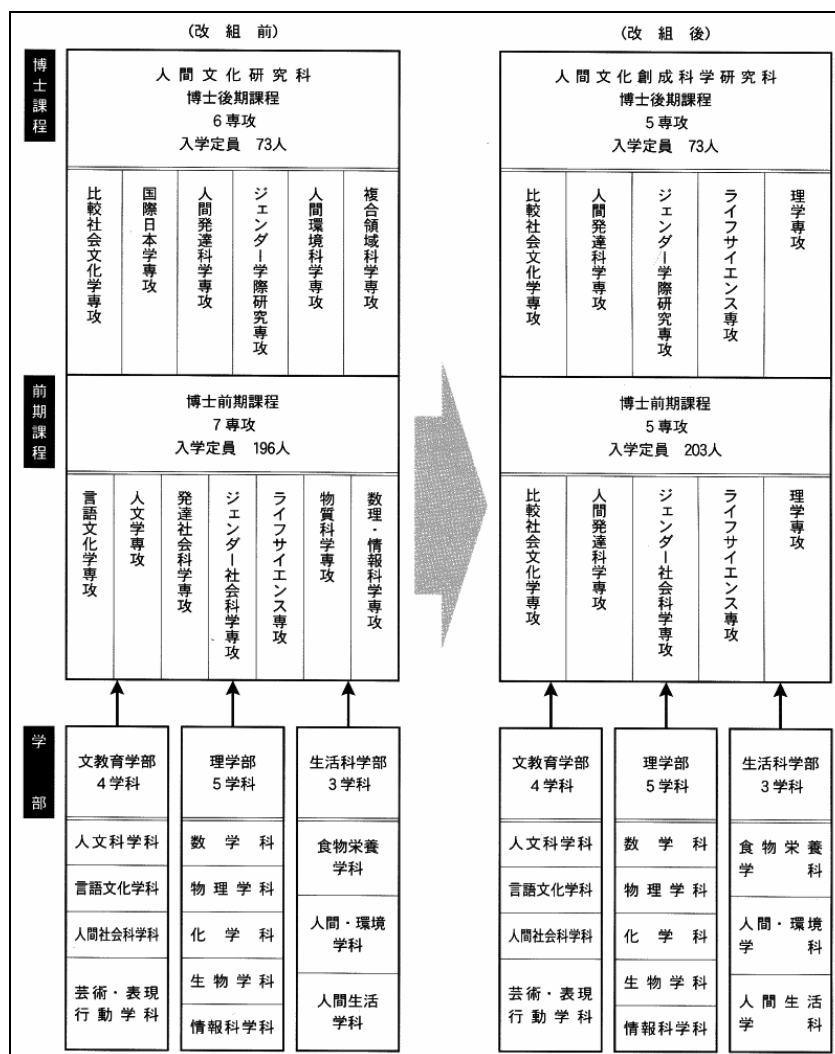 (改組前)
博士課程
人間文化研究科
博士後期課程
6専攻
入学定員 73人
比較社会文化学専攻
国際日本学専攻
人間発達科学専攻
ジェンダー学際研究専攻
人間環境科学専攻
複合領域科学専攻
前期課程
博士前期課程
7専攻
入学定員 196人
言語文化学専攻
人文学専攻
発達社会科学専攻
ジェンダー社会科学専攻
ライフサイエンス専攻
物質科学専攻
数理・情報科学専攻
学部
文教育学部
4学科
人文科学科
言語文化学科
人間社会科学科
芸術・表現
行動学科
理学部
5学科
数学科
物理学科
化学科
生物学科
情報科学科
生活科学部
3学科
食物栄養
学科
人間・環境
学科
人間生活
学科
(改組後)
人間文化創成科学研究科
博士後期課程
5専攻
入学定員 73人
比較社会文化学専攻
人間発達科学専攻
ジェンダー学際研究専攻
ライフサイエンス専攻
理学専攻
博士前期課程
5専攻
入学定員 203人
比較社会文化学専攻
人間発達科学専攻
ジェンダー社会科学専攻
ライフサイエンス専攻
理学専攻
文教育学部
4学科
人文科学科
言語文化学科
人間社会科学科
芸術・表現
行動学科
理学部
5学科
数学科
物理学科
化学科
生物学科
情報科学科
生活科学部
3学科
食物栄養
学科
人間・環境
学科
人間生活
学科